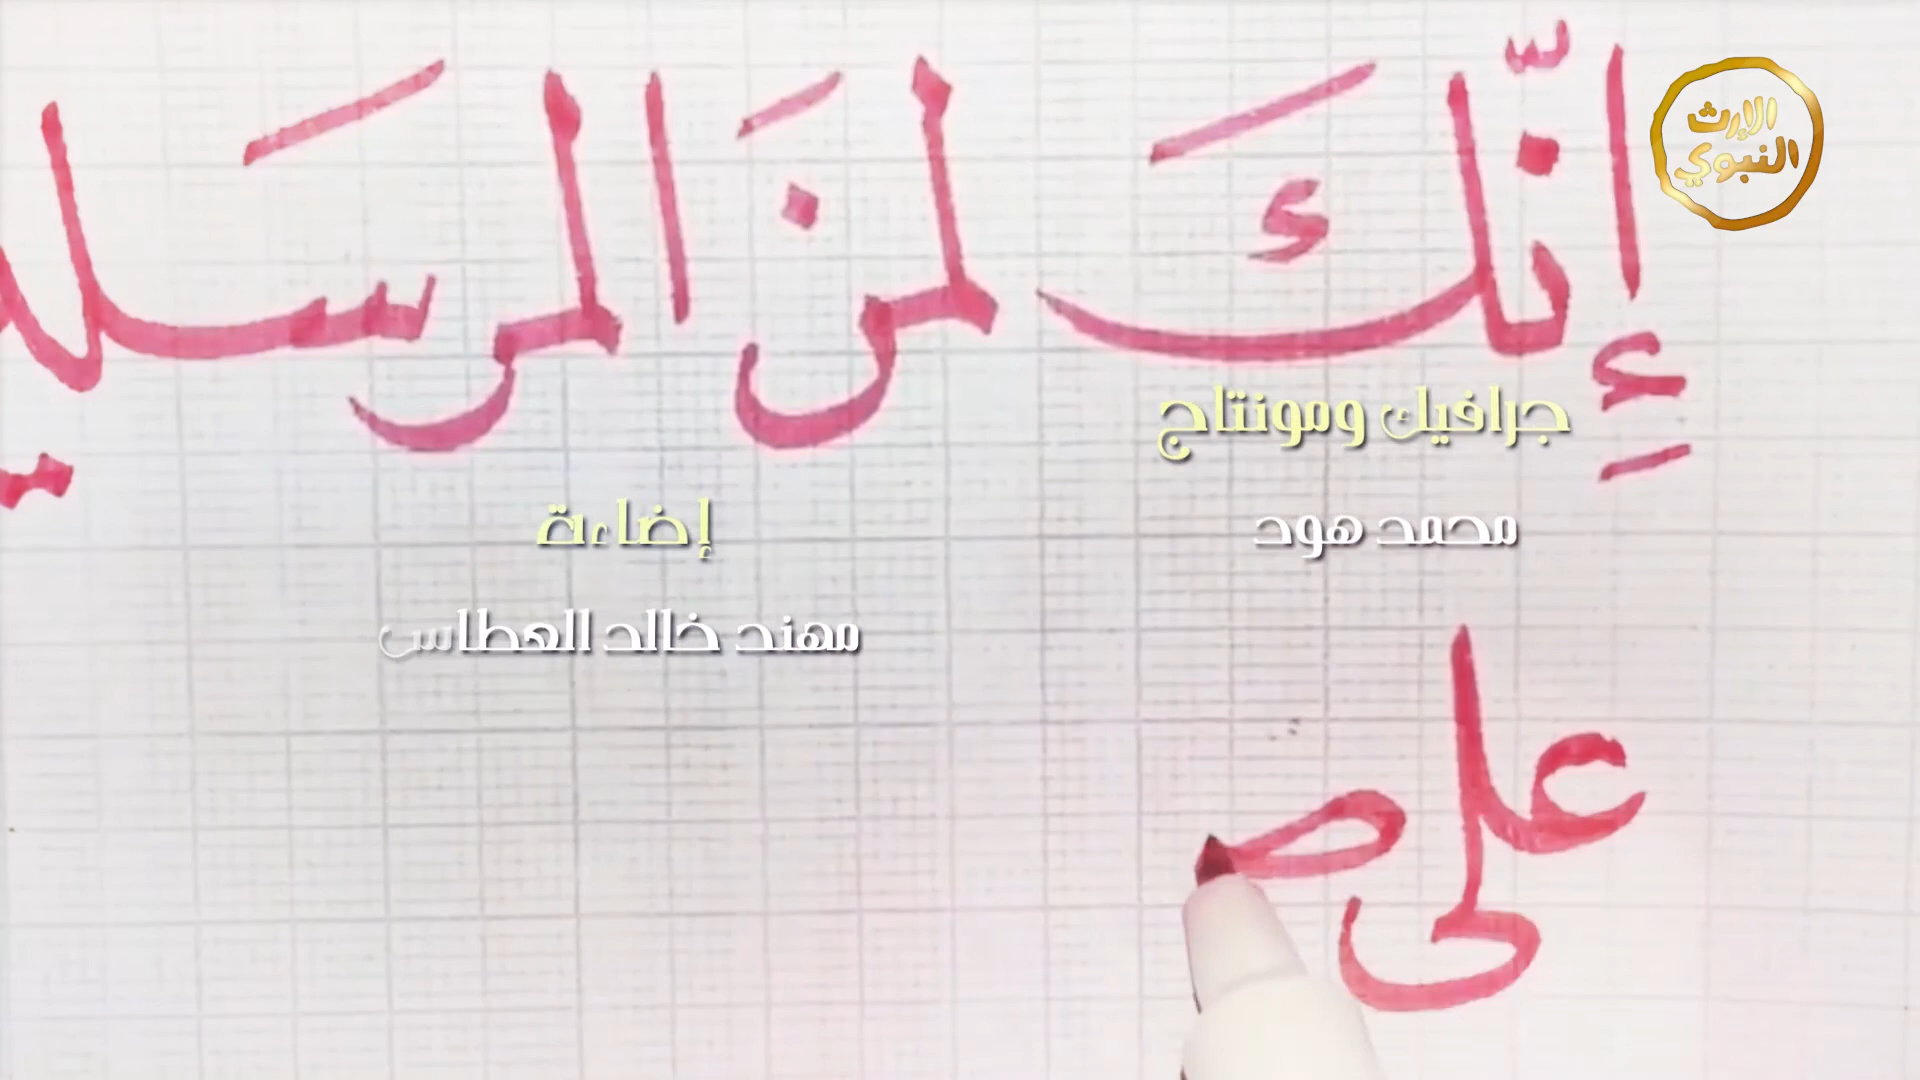 إنّكَ لمنَ المرسَلي
الإرث
النبوي
جرافيك ومونتاج
محمد هود
إضاءة
مهند خالد العطاس
على ص